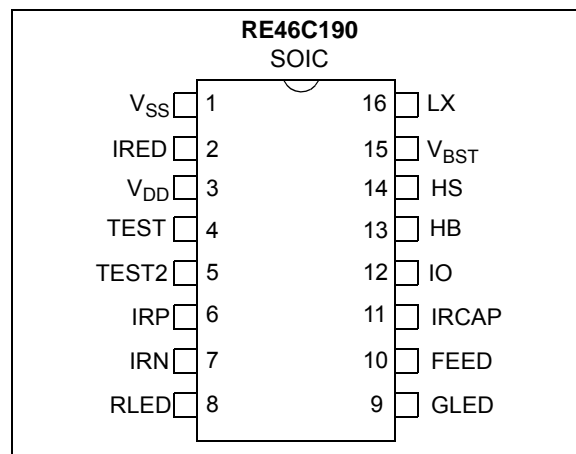 RE46C190
SOIC
VSS 1 16 LX
IRED 2 15 VBST
VDD 3 14 HS
TEST 4 13 HB
TEST2 5 12 IO
IRP 6 11 IRCAP
IRN 7 10 FEED
RLED 8 9 GLED